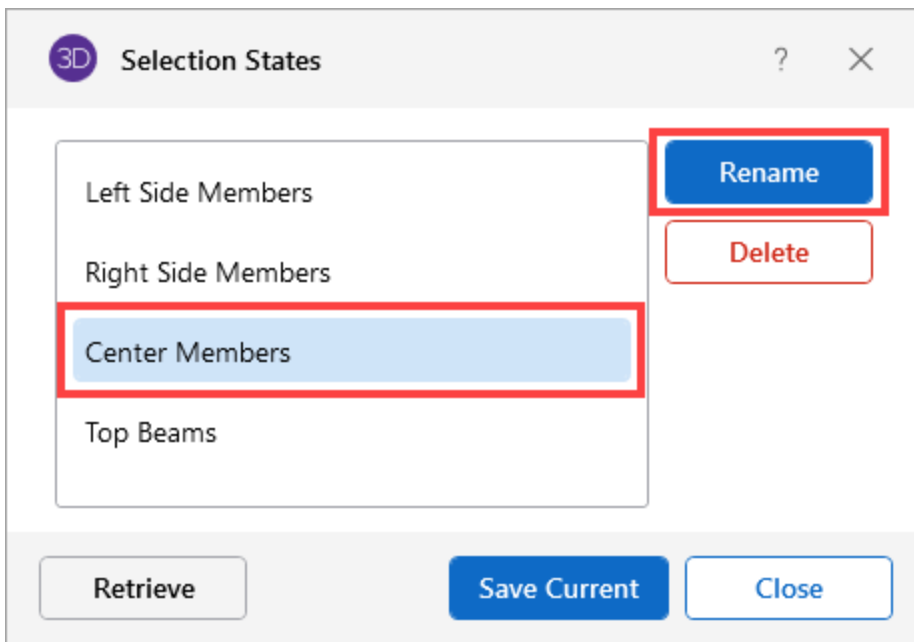 3D Selection States ? ×
Left Side Members
Rename
Right Side Members
Delete
Center Members
Top Beams
Retrieve Save Current Close